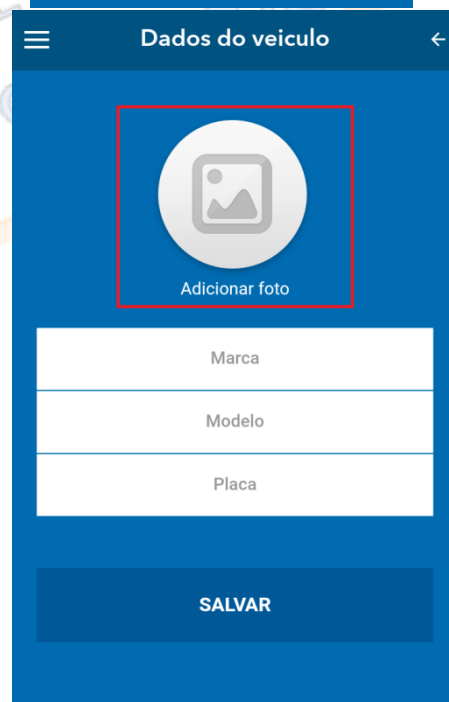 Dados do veiculo
Adicionar foto
Marca
Modelo
Placa
SALVAR